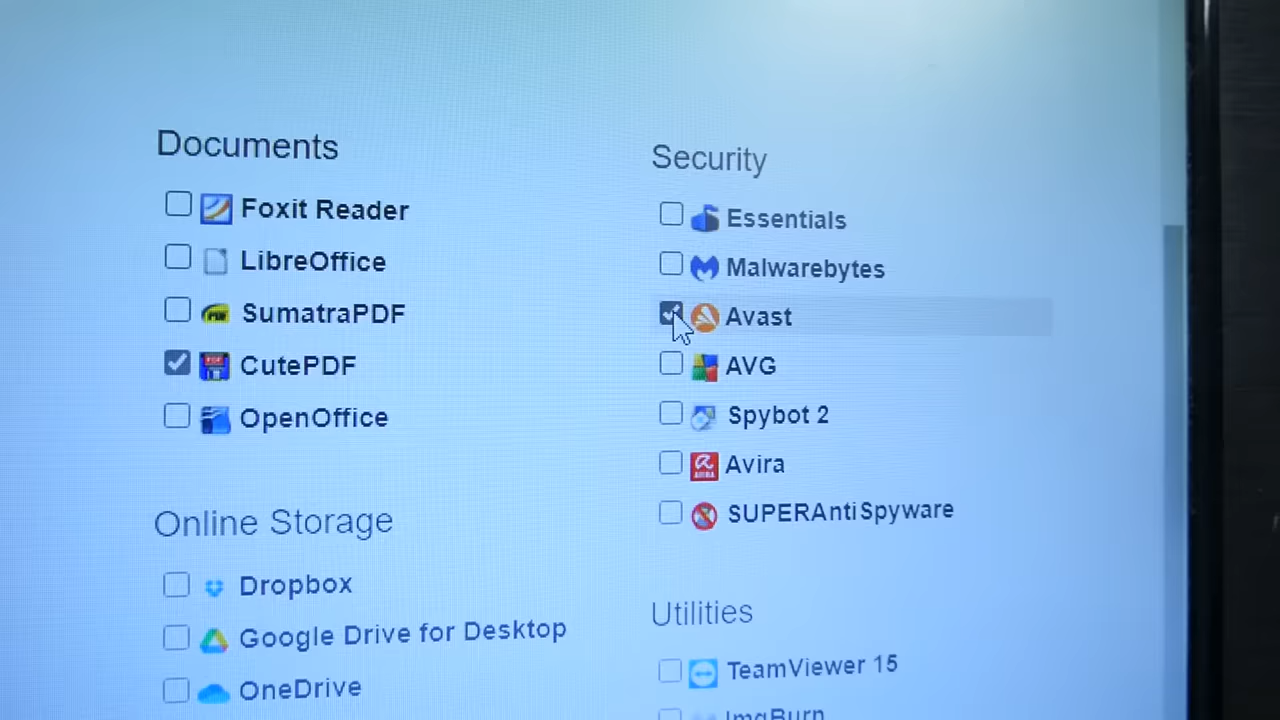 Documents
Foxit Reader
LibreOffice
SumatraPDF
CutePDF
OpenOffice
Online Storage
Dropbox
Google Drive for Desktop
OneDrive
Security
Essentials
Malwarebytes
Avast
AVG
Spybot 2
Avira
SUPERAntiSpyware
Utilities
TeamViewer 15
ImgBurn